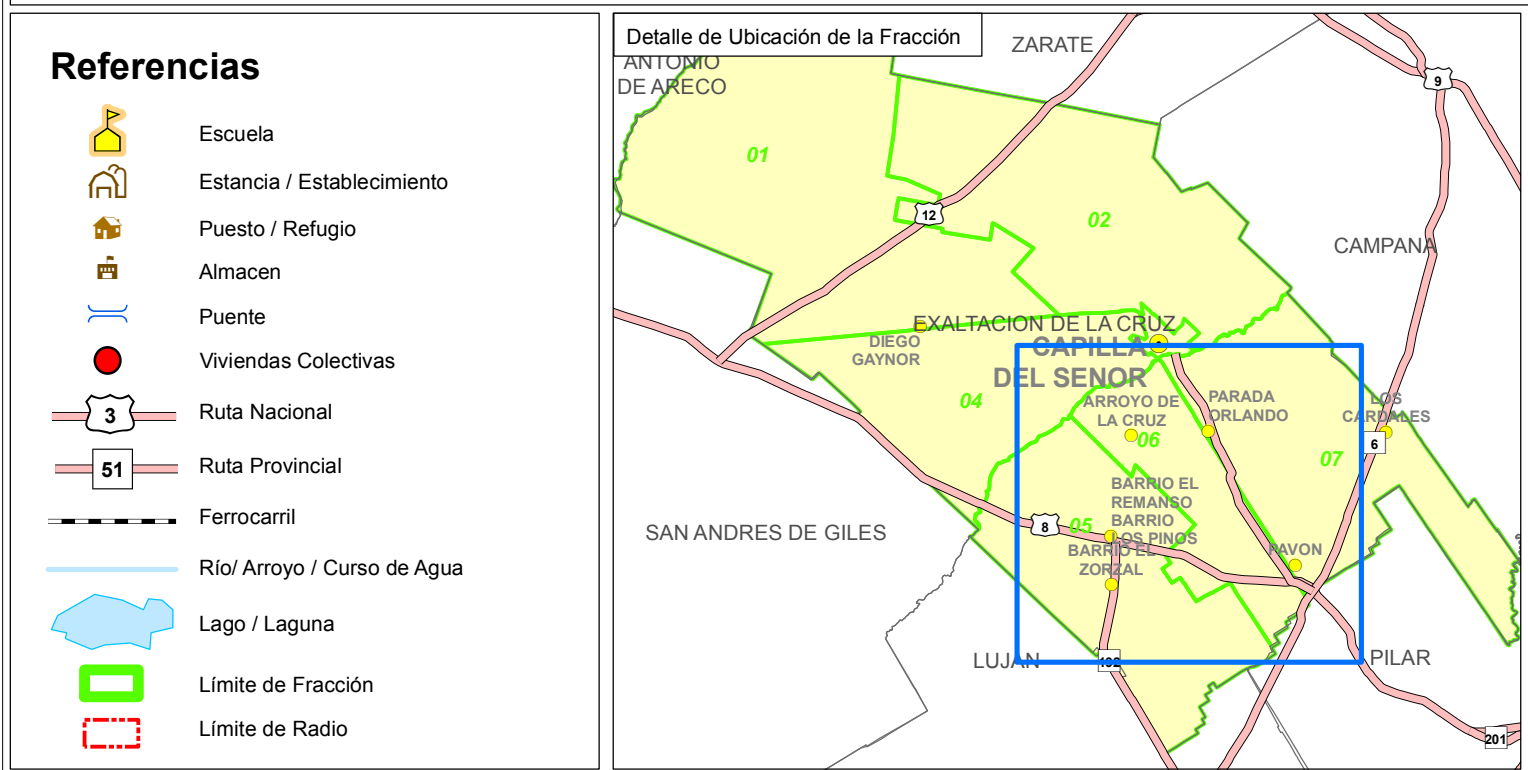 Referencias
Escuela
Estancia / Establecimiento
Puesto / Refugio
Almacen
Puente
Viviendas Colectivas
3
Ruta Nacional
51
Ruta Provincial
Ferrocarril
Río/ Arroyo / Curso de Agua
Lago / Laguna
Límite de Fracción
Límite de Radio
Detalle de Ubicación de la Fracción
ANTONIO
DE ARECO
ZARATE
9
01
12
02
CAMPANA
EXALTACION DE LA CRUZ
DIEGO
GAYNOR
CAPILLA
DEL SENOR
04
ARROYO DE
LA CRUZ
06
PARADA
ORLANDO
LOS
CARDALES
6
07
BARRIO EL
REMANSO
BARRIO
LOS PINOS
SAN ANDRES DE GILES
8
05
BARRIO EL
ZORZAL
PAVON
LUJAN
192
PILAR
201